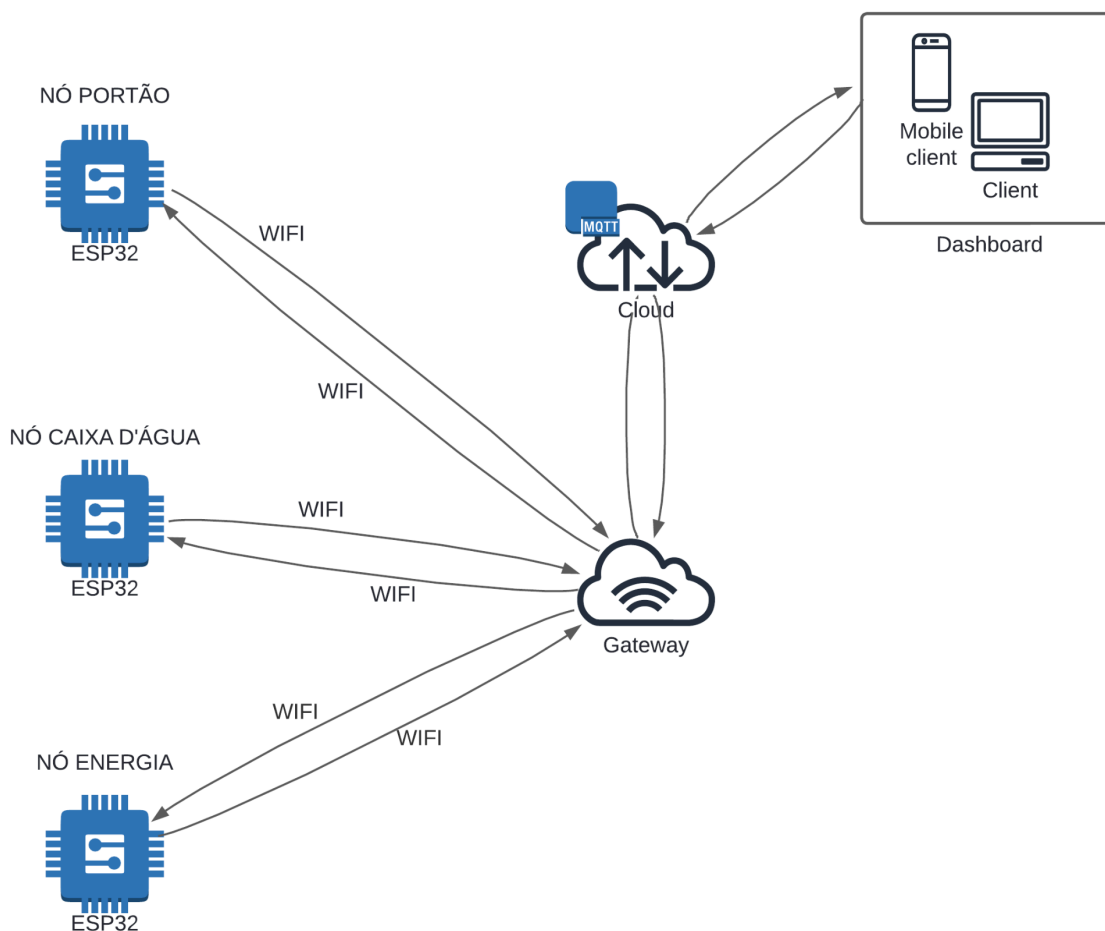 NÓ PORTÃO
ESP32
WIFI
WIFI
NÓ CAIXA D'ÁGUA
ESP32
WIFI
WIFI
NÓ ENERGIA
ESP32
WIFI
WIFI
Gateway
MQTT
Cloud
Mobile
client
Client
Dashboard